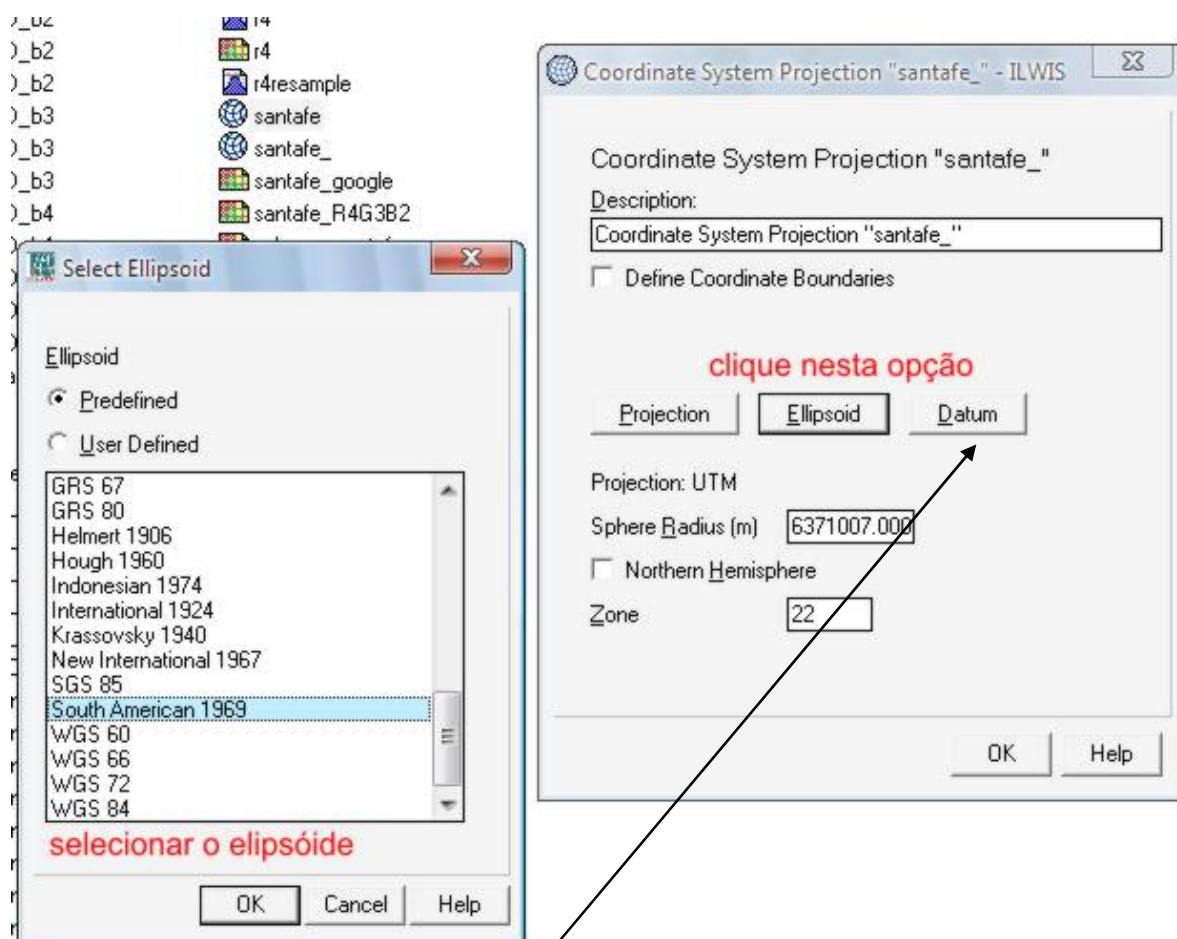 r4
_b2
r4
_b2
r4resample
_b3
santafe
_b3
santafe_
_b3
santafe_google
_b4
santafe_R4G3B2
Select Ellipsoid
Ellipsoid
Predefined
User Defined
GRS 67
GRS 80
Helmert 1906
Hough 1960
Indonesian 1974
International 1924
Krassovsky 1940
New International 1967
SGS 85
South American 1969
WGS 60
WGS 66
WGS 72
WGS 84
selecionar o elipsóide
OK Cancel Help
Coordinate System Projection "santafe_" - ILWIS
Coordinate System Projection "santafe_"
Description:
Coordinate System Projection "santafe_"
Define Coordinate Boundaries
clique nesta opção
Projection Ellipsoid Datum
Projection: UTM
Sphere Radius (m) 6371007.000
Northern Hemisphere
Zone 22
OK Help